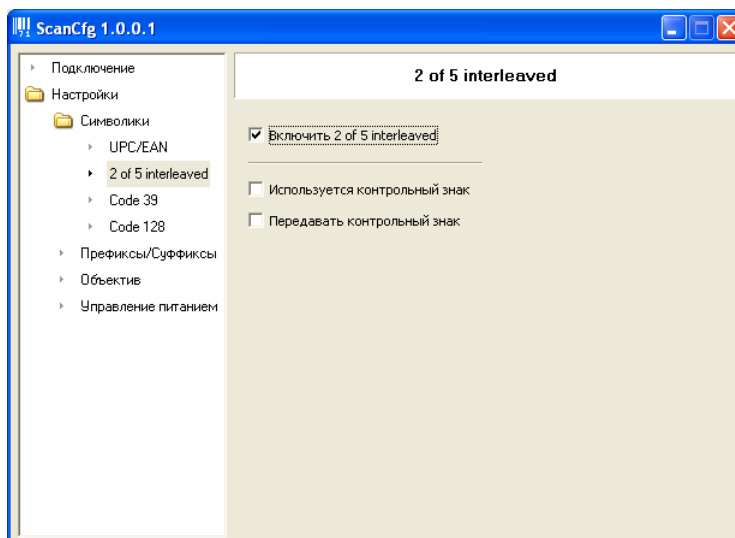 ScanCfg 1.0.0.1
Подключение
Настройки
Символики
UPC/EAN
2 of 5 interleaved
Code 39
Code 128
Префиксы/Суффиксы
Объектив
Управление питанием
2 of 5 interleaved
Включить 2 of 5 interleaved
Используется контрольный знак
Передавать контрольный знак